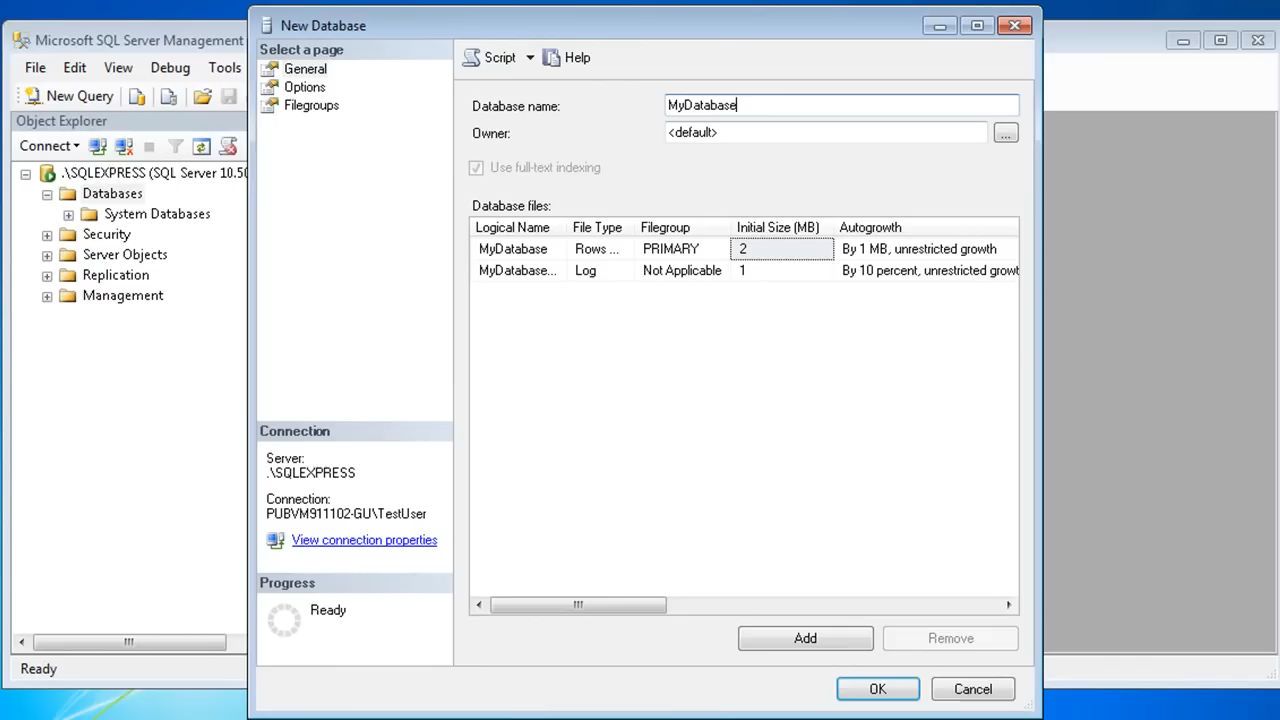 Microsoft SQL Server Management
File Edit View Debug Tools
New Query
Object Explorer
Connect
.\SQLEXPRESS (SQL Server 10.50
Databases
System Databases
Security
Server Objects
Replication
Management
Ready
New Database
Select a page
General
Options
Filegroups
Connection
Server:
.\SQLEXPRESS
Connection:
PUBVM911102-GU\TestUser
View connection properties
Progress
Ready
Script Help
Database name: MyDatabase
Owner: <default> ...
Use full-text indexing
Database files:
Logical Name File Type Filegroup Initial Size (MB) Autogrowth
MyDatabase Rows ... PRIMARY 2 By 1 MB, unrestricted growth
MyDatabase... Log Not Applicable 1 By 10 percent, unrestricted growt
Add Remove
OK Cancel